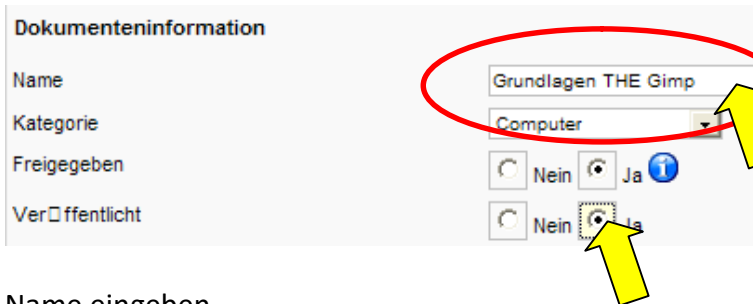 Dokumenteninformation
Name Grundlagen THE Gimp
Kategorie Computer
Freigegeben Nein Ja
Ver□ffentlicht Nein Ja
Name eingeben